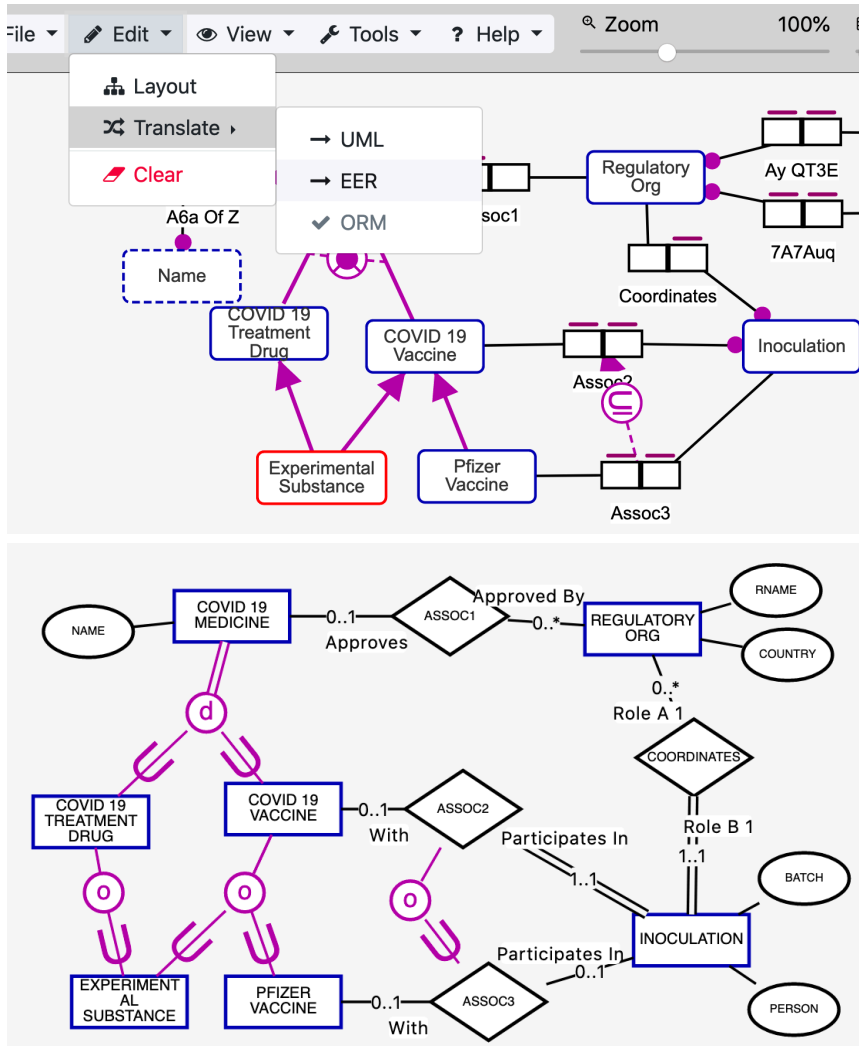 File
Edit
View
Tools
? Help
Zoom
100%
Layout
Translate
Clear
→ UML
→ EER
ORM
A6a Of Z
Name
soc1
Regulatory
Org
Ay QT3E
7A7Auq
Coordinates
COVID 19
Treatment
Drug
COVID 19
Vaccine
Assoc2
Inoculation
Experimental
Substance
Pfizer
Vaccine
Assoc3
NAME
COVID 19
MEDICINE
0..1
Approves
ASSOC1
Approved By
0..*
REGULATORY
ORG
RNAME
COUNTRY
0..*
Role A 1
d
COORDINATES
COVID 19
TREATMENT
DRUG
COVID 19
VACCINE
0..1
With
ASSOC2
Participates In
1..1
Role B 1
1..1
BATCH
o
o
o
INOCULATION
EXPERIMENT
AL
SUBSTANCE
PFIZER
VACCINE
0..1
With
ASSOC3
Participates In
0..1
PERSON